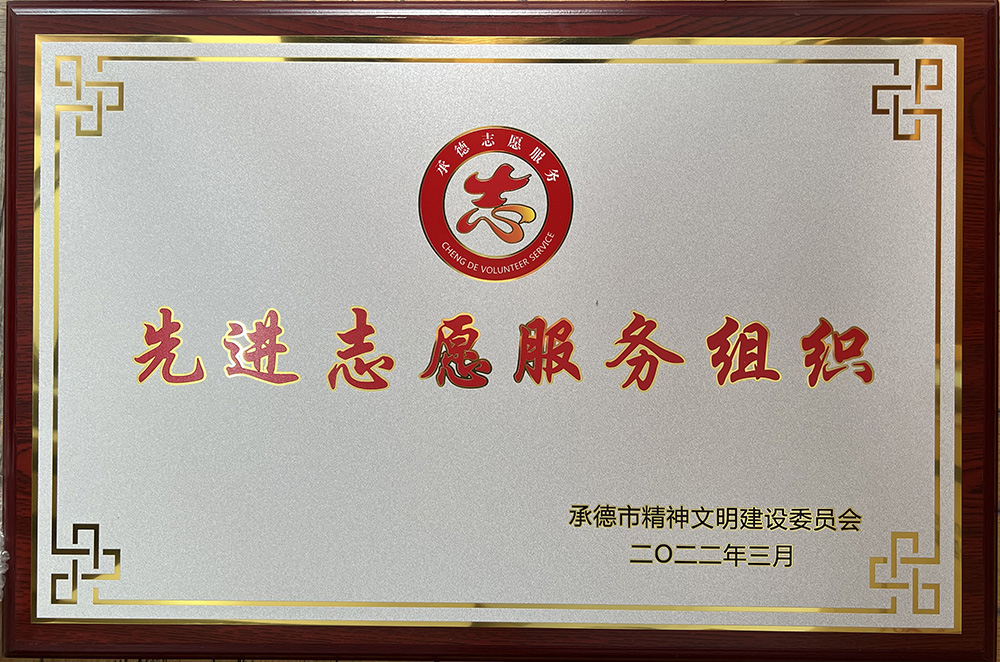 承德志愿服务
志
CHENG DE VOLUNTEER SERVICE
先进志愿服务组织
承德市精神文明建设委员会
二〇二二年三月